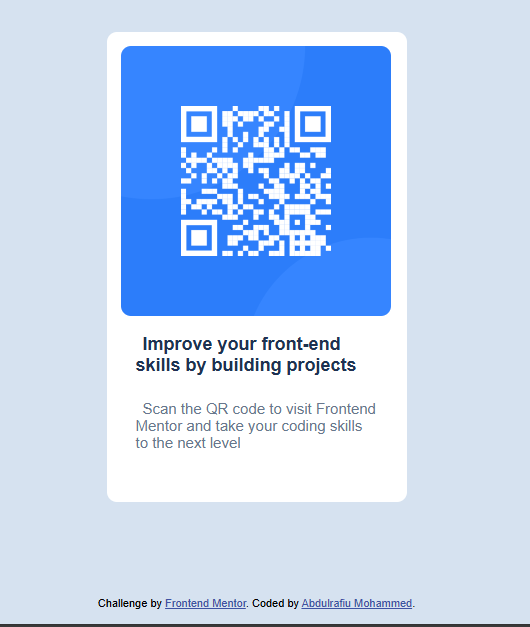 Improve your front-end
skills by building projects
Scan the QR code to visit Frontend
Mentor and take your coding skills
to the next level
Challenge by Frontend Mentor. Coded by Abdulrafiu Mohammed.